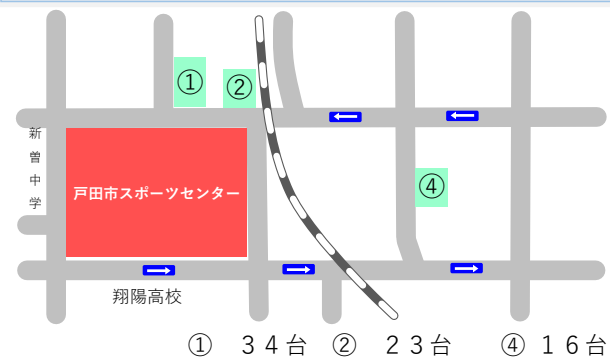 ①
②
新曽中学
戸田市スポーツセンター
④
翔陽高校
① ３４台 ② ２３台 ④ １６台